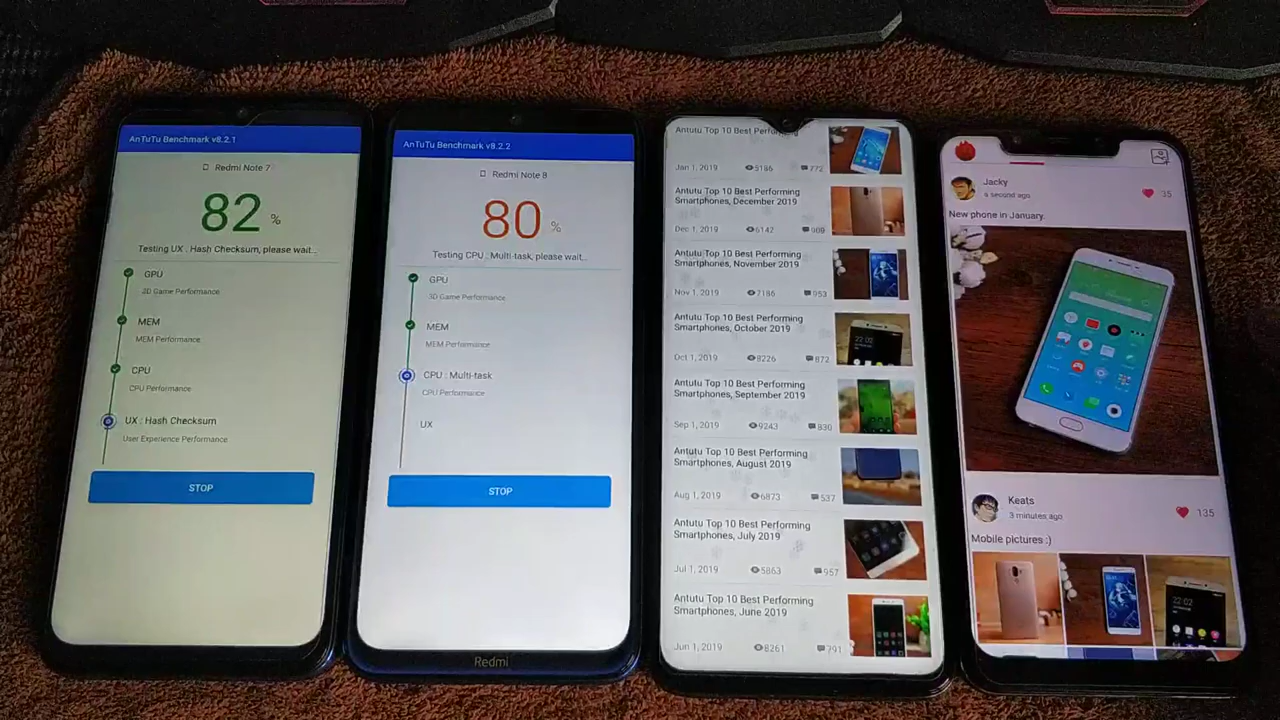 AnTuTu Benchmark v8.2.1
Redmi Note 7
82 %
Testing UX : Hash Checksum, please wait...
GPU
3D Game Performance
MEM
MEM Performance
CPU
CPU Performance
UX : Hash Checksum
User Experience Performance
STOP
AnTuTu Benchmark v8.2.2
Redmi Note 8
80 %
Testing CPU : Multi-task, please wait...
GPU
3D Game Performance
MEM
MEM Performance
CPU : Multi-task
CPU Performance
UX
STOP
Redmi
Antutu Top 10 Best Performing
Jan 1, 2019 5186 772
Antutu Top 10 Best Performing
Smartphones, December 2019
Dec 1, 2019 6142 909
Antutu Top 10 Best Performing
Smartphones, November 2019
Nov 1, 2019 7186 953
Antutu Top 10 Best Performing
Smartphones, October 2019
Oct 1, 2019 8226 872
Antutu Top 10 Best Performing
Smartphones, September 2019
Sep 1, 2019 9243 830
Antutu Top 10 Best Performing
Smartphones, August 2019
Aug 1, 2019 6873 537
Antutu Top 10 Best Performing
Smartphones, July 2019
Jul 1, 2019 5863 957
Antutu Top 10 Best Performing
Smartphones, June 2019
Jun 1, 2019 8261 791
Jacky
a second ago
35
New phone in January.
Keats
3 minutes ago
135
Mobile pictures :)
22:02